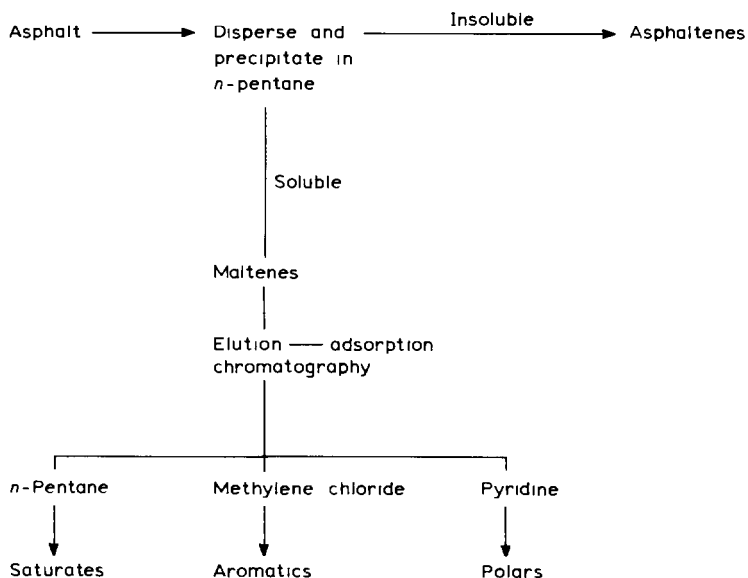 Asphalt
Disperse and
precipitate in
n-pentane
Insoluble
Asphaltenes
Soluble
Maltenes
Elution — adsorption
chromatography
n-Pentane
Methylene chloride
Pyridine
Saturates
Aromatics
Polars